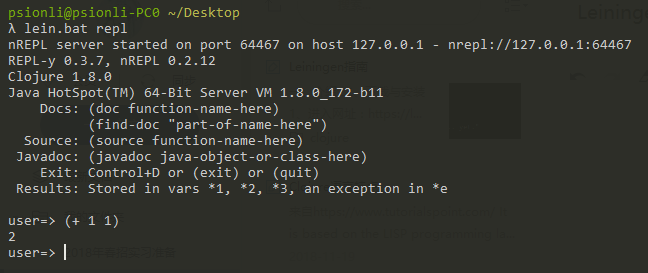 psionli@psionli-PC0 ~/Desktop
λ lein.bat repl
nREPL server started on port 64467 on host 127.0.0.1 - nrepl://127.0.0.1:64467
REPL-y 0.3.7, nREPL 0.2.12
Clojure 1.8.0
Java HotSpot(TM) 64-Bit Server VM 1.8.0_172-b11
    Docs: (doc function-name-here)
          (find-doc "part-of-name-here")
  Source: (source function-name-here)
 Javadoc: (javadoc java-object-or-class-here)
    Exit: Control+D or (exit) or (quit)
 Results: Stored in vars *1, *2, *3, an exception in *e
user=> (+ 1 1)
2
user=>